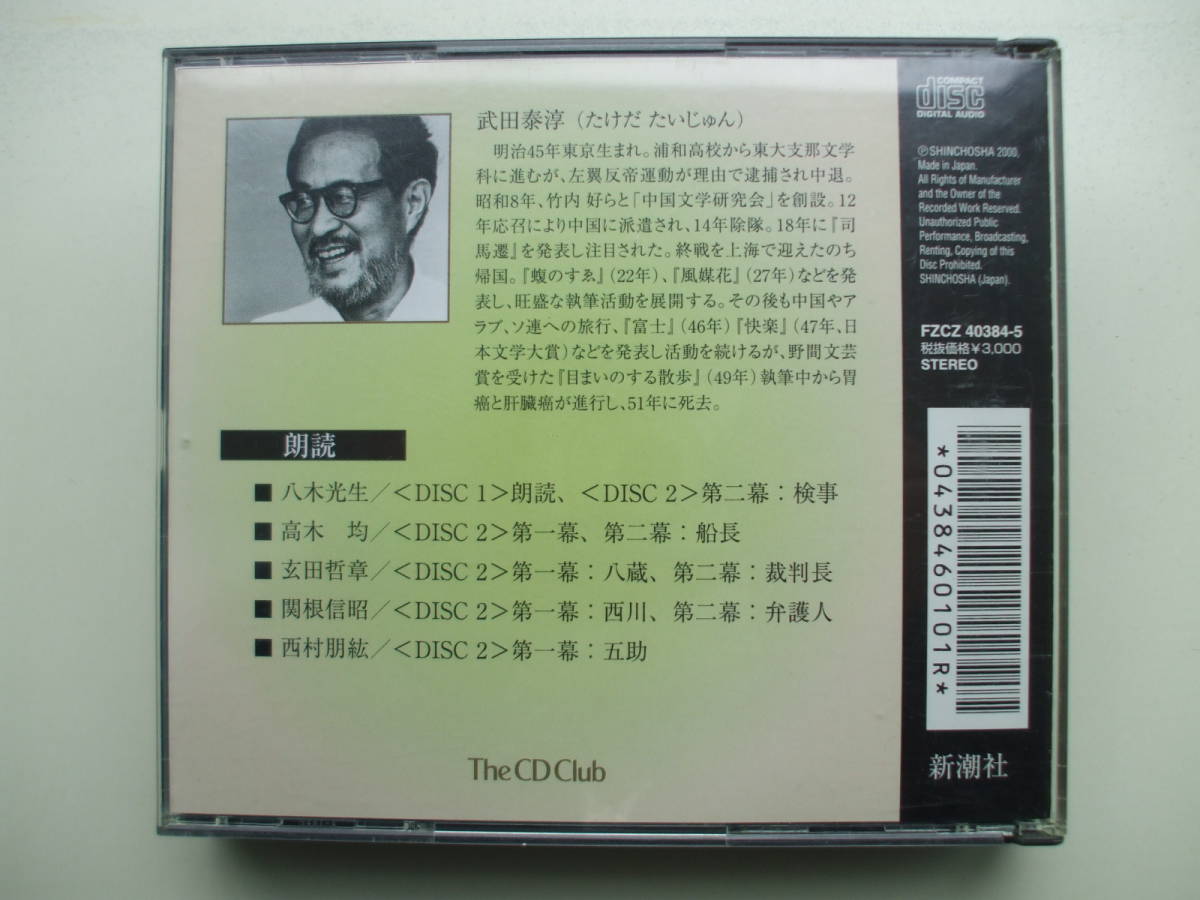 武田泰淳（たけだ たいじゅん）
明治45年東京生まれ。浦和高校から東大支那文学
科に進むが、左翼反帝運動が理由で逮捕され中退。
昭和8年、竹内 好らと「中国文学研究会」を創設。12
年応召により中国に派遣され、14年除隊。18年に『司
馬遷』を発表し注目された。終戦を上海で迎えたのち
帰国。『蝮のすゑ』（22年）、『風媒花』（27年）などを発
表し、旺盛な執筆活動を展開する。その後も中国やア
ラブ、ソ連への旅行、『富士』（46年）『快楽』（47年、日
本文学大賞）などを発表し活動を続けるが、野間文芸
賞を受けた『目まいのする散歩』（49年）執筆中から胃
癌と肝臓癌が進行し、51年に死去。
朗読
■ 八木光生／＜DISC 1＞朗読、＜DISC 2＞第二幕：検事
■ 高木　均／＜DISC 2＞第一幕、第二幕：船長
■ 玄田哲章／＜DISC 2＞第一幕：八蔵、第二幕：裁判長
■ 関根信昭／＜DISC 2＞第一幕：西川、第二幕：弁護人
■ 西村朋紘／＜DISC 2＞第一幕：五助
The CD Club
COMPACT
disc
DIGITAL AUDIO
ⓅSHINCHOSHA 2000,
Made in Japan.
All Rights of Manufacturer
and the Owner of the
Recorded Work Reserved.
Unauthorized Public
Performance, Broadcasting,
Renting, Copying of this
Disc Prohibited.
SHINCHOSHA (Japan).
FZCZ 40384-5
税抜価格￥3,000
STEREO
*0438460101R*
新潮社